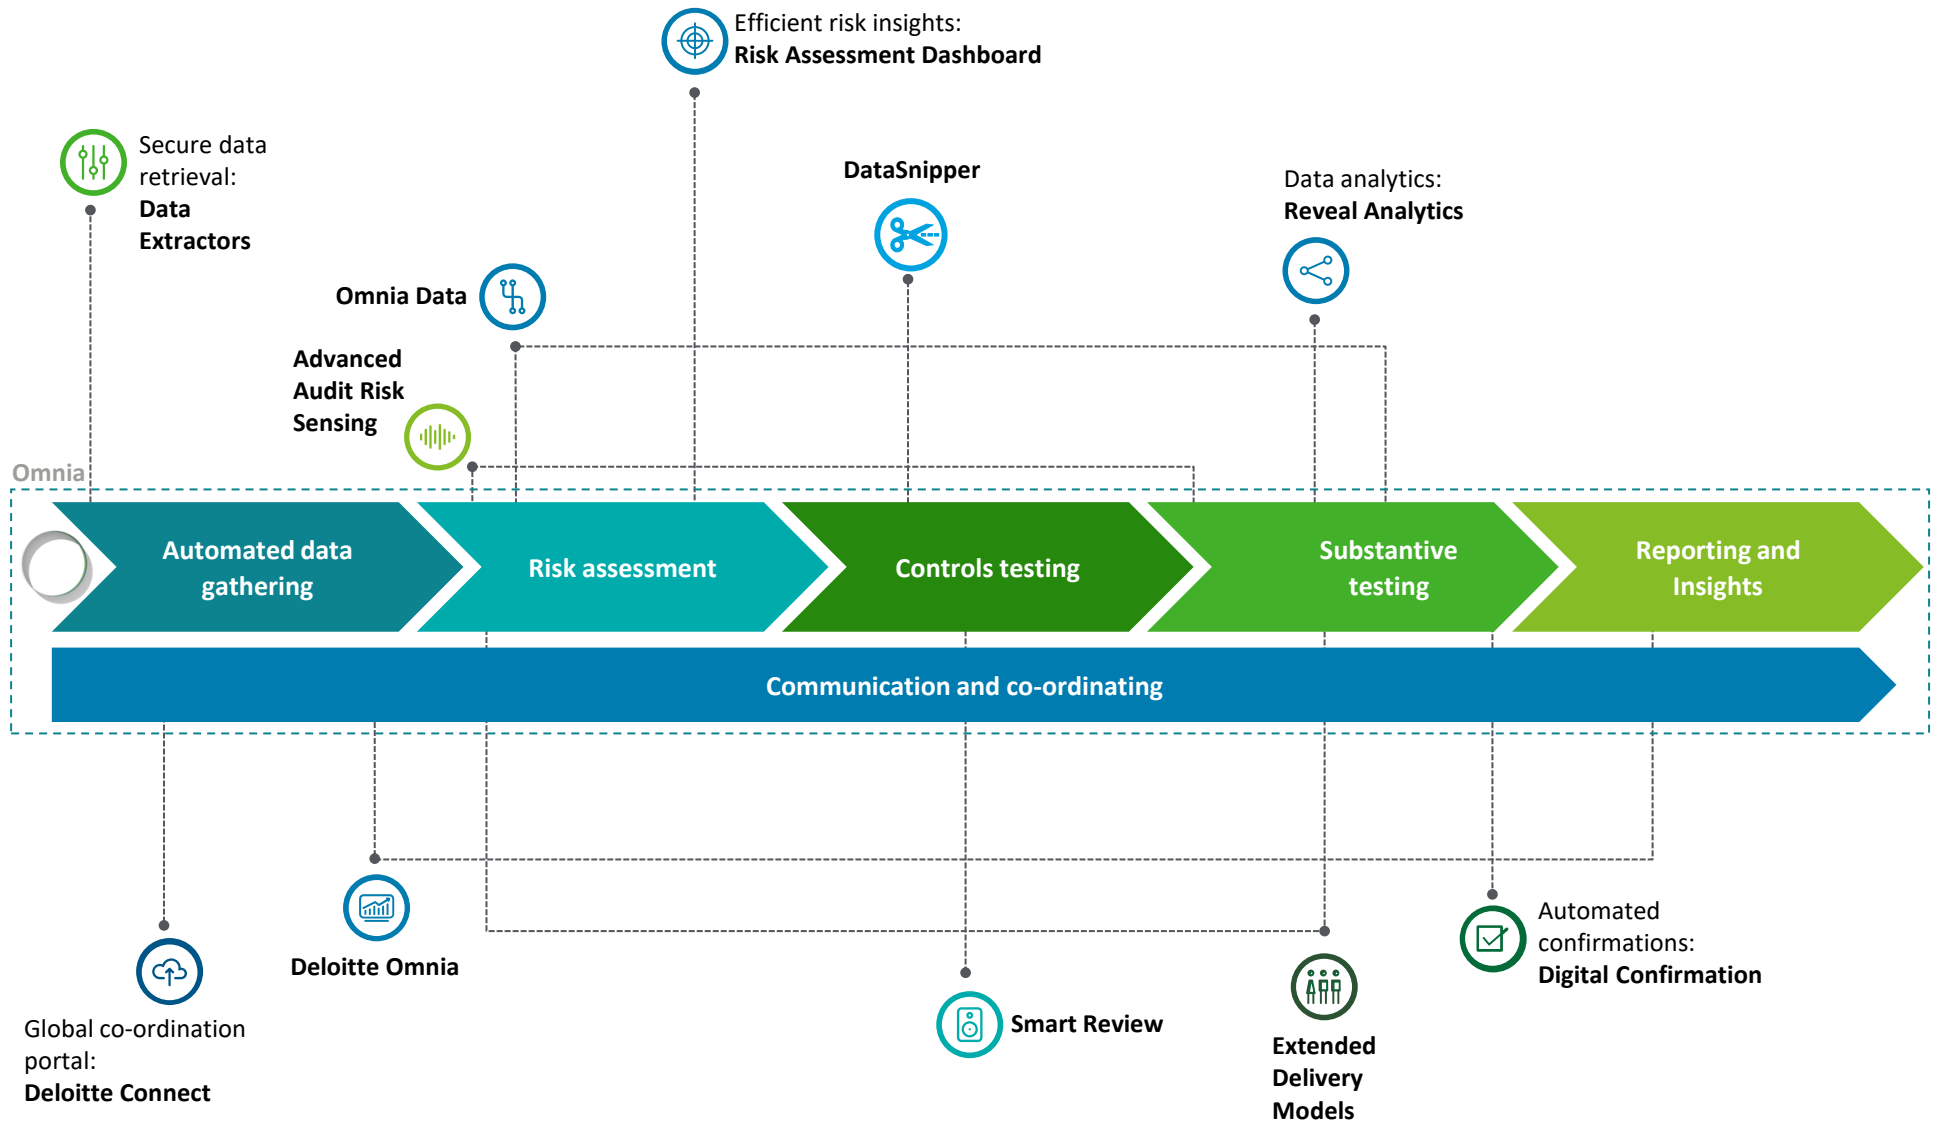 Efficient risk insights:
Risk Assessment Dashboard
Secure data
retrieval:
Data
Extractors
DataSnipper
Data analytics:
Reveal Analytics
Omnia Data
Advanced
Audit Risk
Sensing
Omnia
Automated data
gathering
Risk assessment
Controls testing
Substantive
testing
Reporting and
Insights
Communication and co-ordinating
Deloitte Omnia
Global co-ordination
portal:
Deloitte Connect
Smart Review
Extended
Delivery
Models
Automated
confirmations:
Digital Confirmation